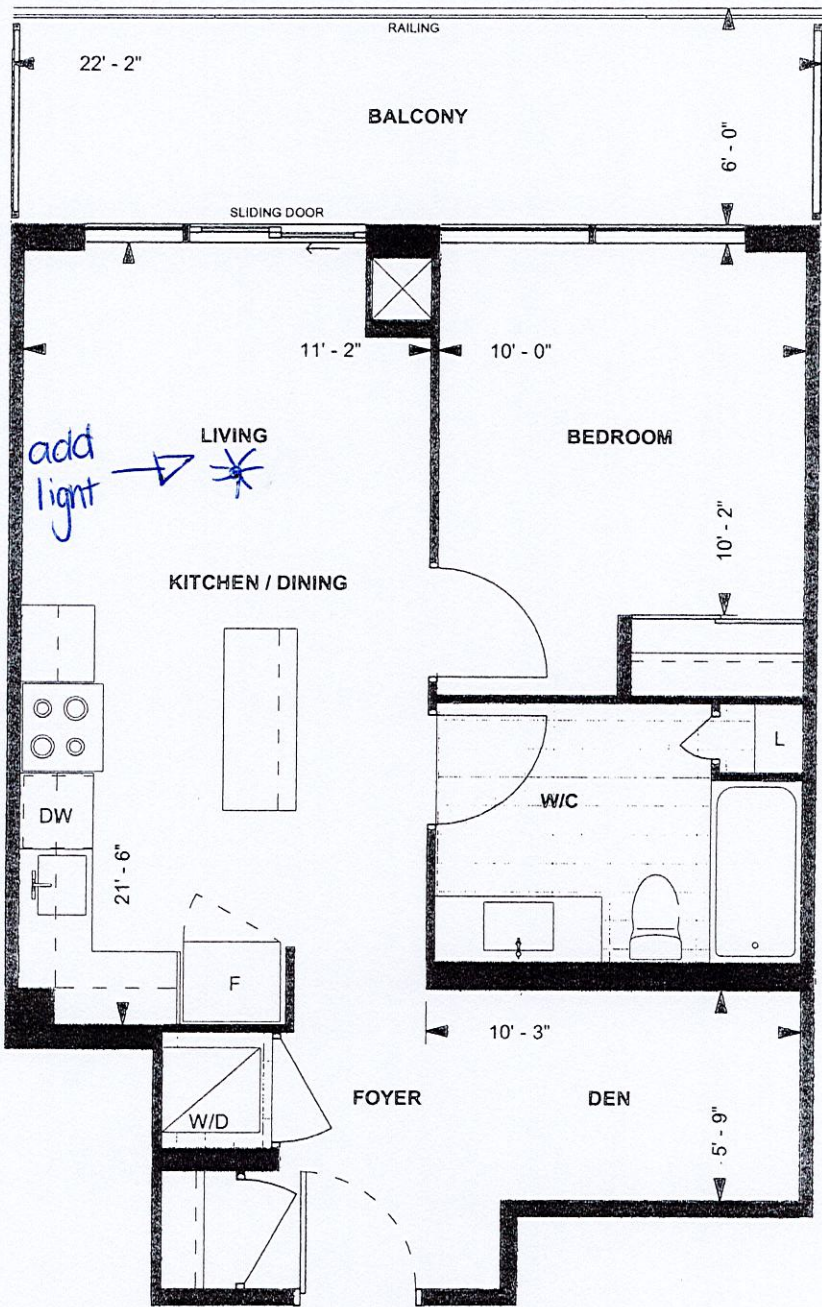 RAILING
22' - 2"
BALCONY
6' - 0"
SLIDING DOOR
11' - 2"
10' - 0"
LIVING
BEDROOM
add
light
10' - 2"
KITCHEN / DINING
L
W/C
DW
21' - 6"
F
10' - 3"
FOYER
DEN
W/D
5' - 9"